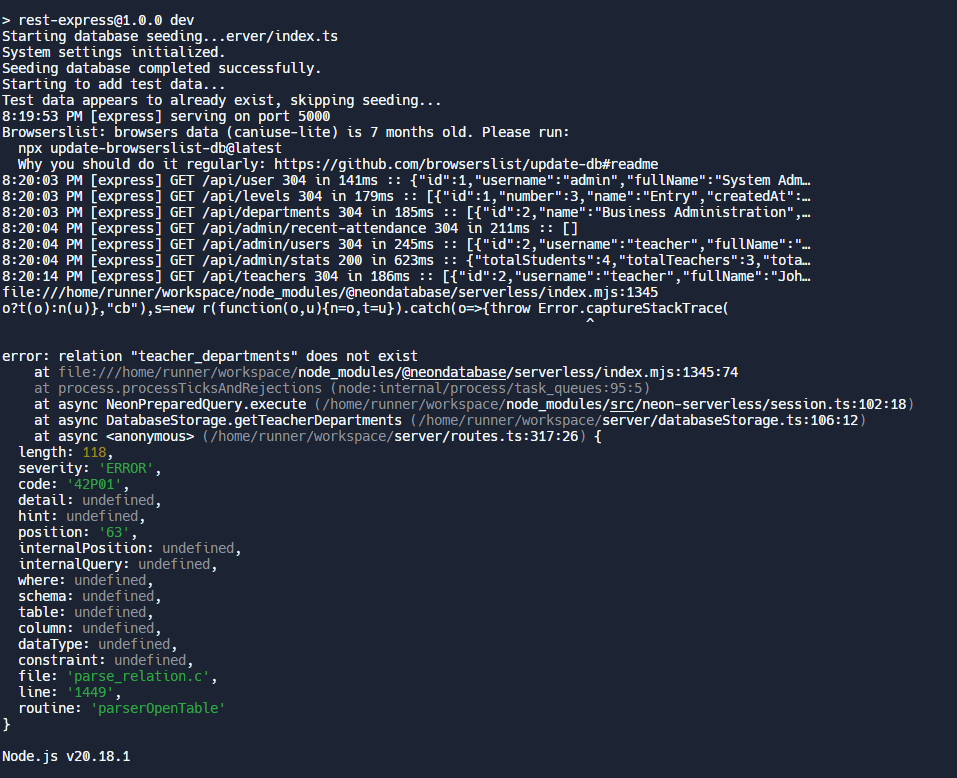 > rest-express@1.0.0 dev
Starting database seeding...erver/index.ts
System settings initialized.
Seeding database completed successfully.
Starting to add test data...
Test data appears to already exist, skipping seeding...
8:19:53 PM [express] serving on port 5000
Browserslist: browsers data (caniuse-lite) is 7 months old. Please run:
  npx update-browserslist-db@latest
  Why you should do it regularly: https://github.com/browserslist/update-db#readme
8:20:03 PM [express] GET /api/user 304 in 141ms :: {"id":1,"username":"admin","fullName":"System Adm…
8:20:03 PM [express] GET /api/levels 304 in 179ms :: [{"id":1,"number":3,"name":"Entry","createdAt":…
8:20:03 PM [express] GET /api/departments 304 in 185ms :: [{"id":2,"name":"Business Administration",…
8:20:04 PM [express] GET /api/admin/recent-attendance 304 in 211ms :: []
8:20:04 PM [express] GET /api/admin/users 304 in 245ms :: [{"id":2,"username":"teacher","fullName":"…
8:20:04 PM [express] GET /api/admin/stats 200 in 623ms :: {"totalStudents":4,"totalTeachers":3,"tota…
8:20:14 PM [express] GET /api/teachers 304 in 186ms :: [{"id":2,"username":"teacher","fullName":"Joh…
file:///home/runner/workspace/node_modules/@neondatabase/serverless/index.mjs:1345
o?t(o):n(u)},"cb"),s=new r(function(o,u){n=o,t=u}).catch(o=>{throw Error.captureStackTrace(
                                                                         ^
error: relation "teacher_departments" does not exist
    at file:///home/runner/workspace/node_modules/@neondatabase/serverless/index.mjs:1345:74
    at process.processTicksAndRejections (node:internal/process/task_queues:95:5)
    at async NeonPreparedQuery.execute (/home/runner/workspace/node_modules/src/neon-serverless/session.ts:102:18)
    at async DatabaseStorage.getTeacherDepartments (/home/runner/workspace/server/databaseStorage.ts:106:12)
    at async <anonymous> (/home/runner/workspace/server/routes.ts:317:26) {
  length: 118,
  severity: 'ERROR',
  code: '42P01',
  detail: undefined,
  hint: undefined,
  position: '63',
  internalPosition: undefined,
  internalQuery: undefined,
  where: undefined,
  schema: undefined,
  table: undefined,
  column: undefined,
  dataType: undefined,
  constraint: undefined,
  file: 'parse_relation.c',
  line: '1449',
  routine: 'parserOpenTable'
}
Node.js v20.18.1